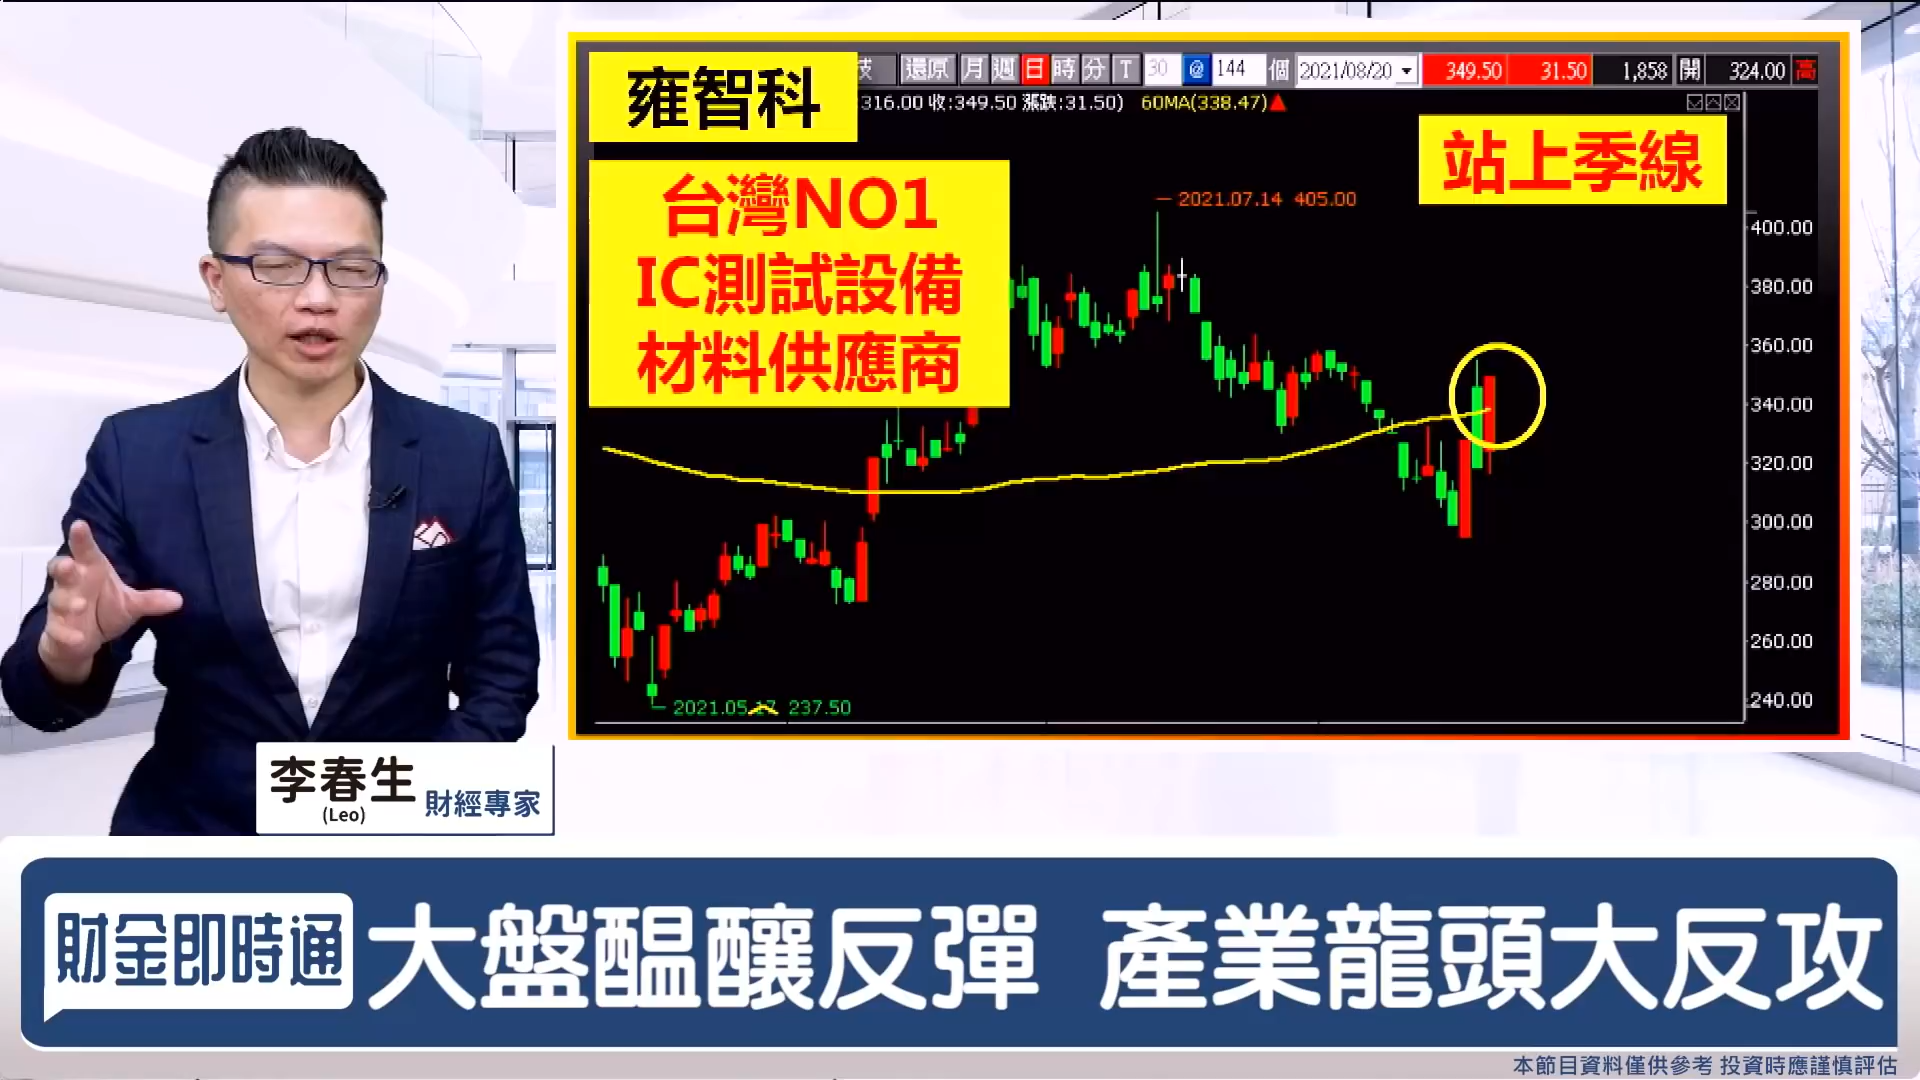 雍智科
台灣NO1
IC測試設備
材料供應商
技 還原 月 週 日 時 分 T 30 @ 144 個 2021/08/20 349.50 31.50 1,858 開 324.00 高
316.00 收:349.50 漲跌:31.50) 60MA(338.47)▲
站上季線
2021.07.14 405.00
400.00
380.00
360.00
340.00
320.00
300.00
280.00
260.00
240.00
2021.05.17 237.50
李春生
(Leo)
財經專家
財金即時通
大盤醞釀反彈 產業龍頭大反攻
本節目資料僅供參考 投資時應謹慎評估